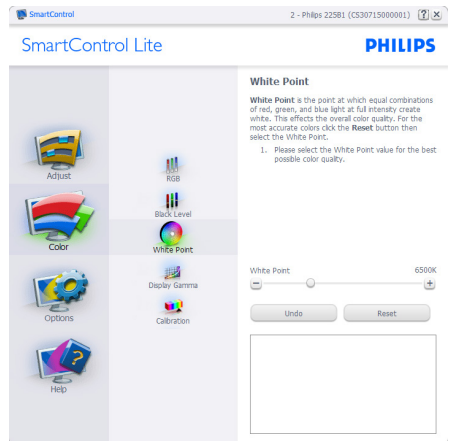 SmartControl
2 - Philips 225B1 (CS30715000001)
SmartControl Lite
PHILIPS
Adjust
Color
Options
Help
RGB
Black Level
White Point
Display Gamma
Calibration
White Point
White Point is the point at which equal combinations
of red, green, and blue light at full intensity create
white. This effects the overall color quality. For the
most accurate colors click the Reset button then
select the White Point.
1. Please select the White Point value for the best
possible color quality.
White Point 6500K
Undo Reset